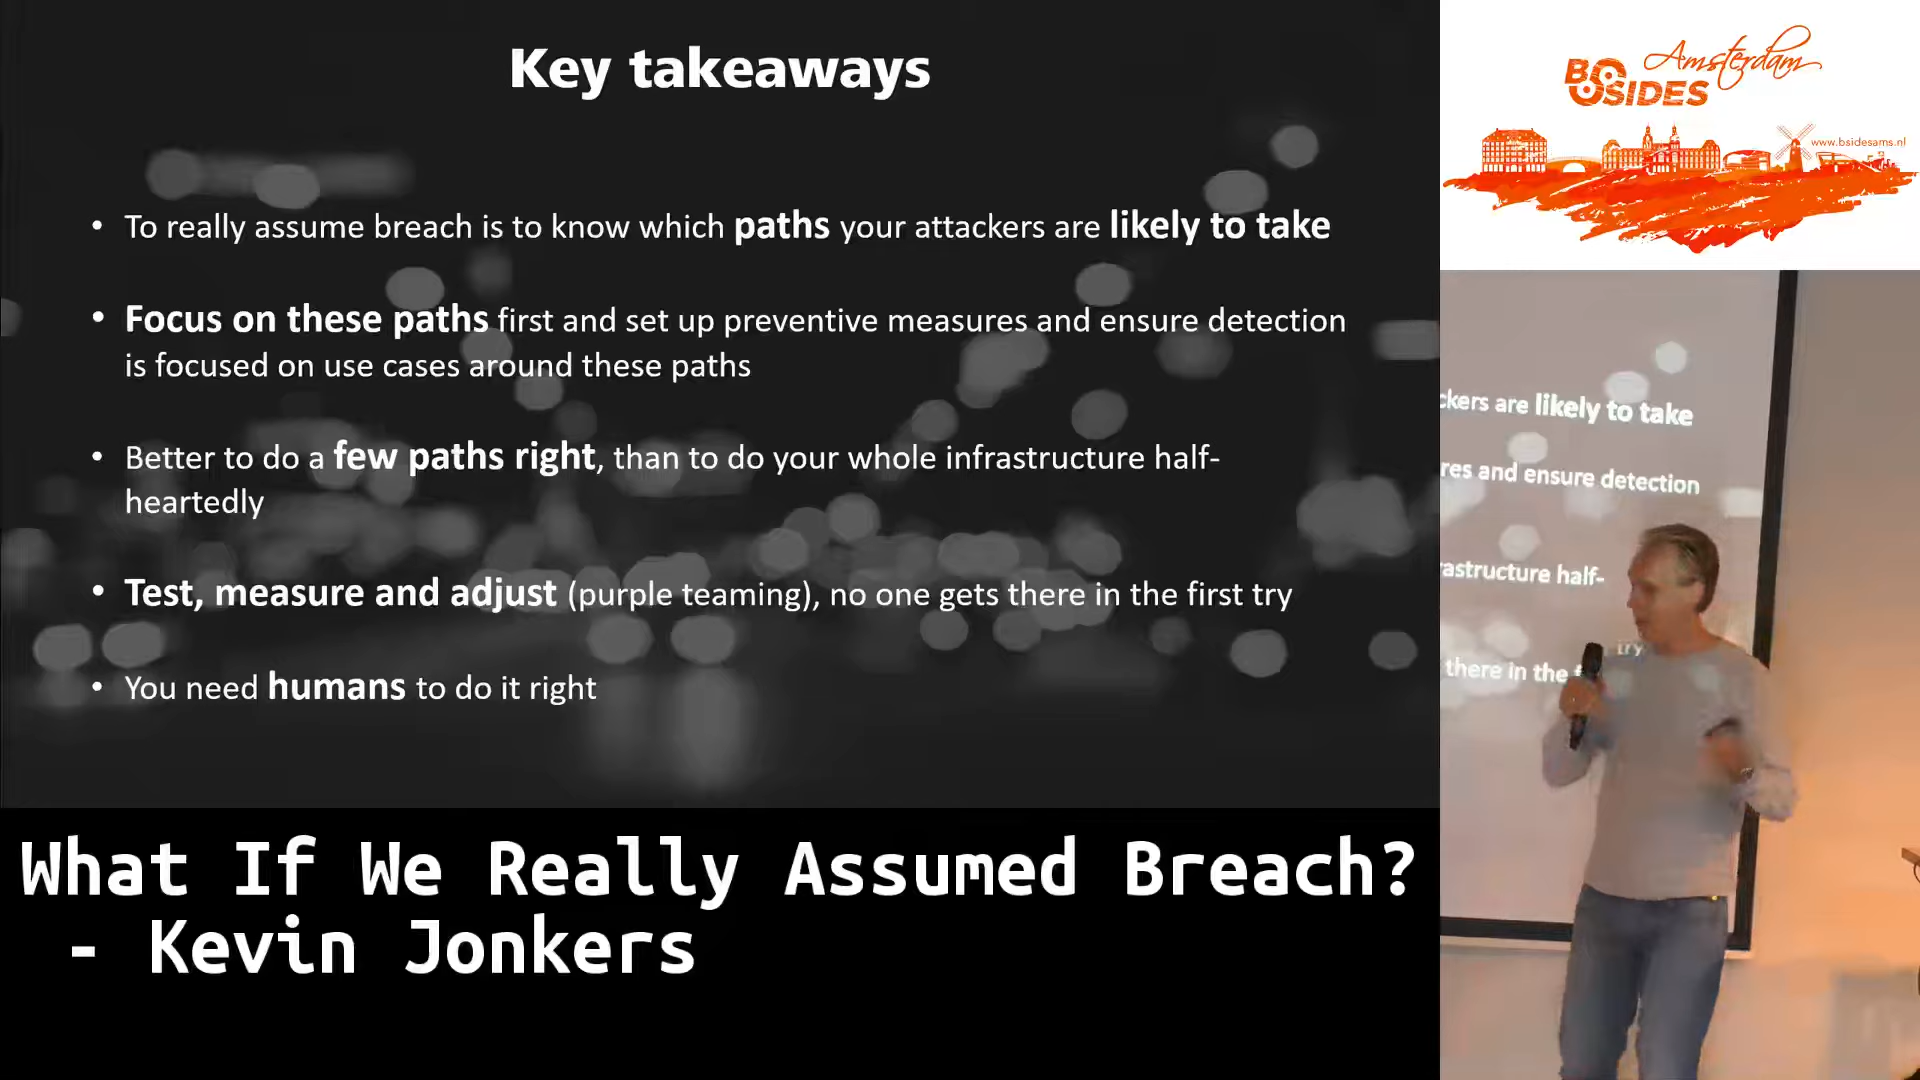 Key takeaways
• To really assume breach is to know which paths your attackers are likely to take
• Focus on these paths first and set up preventive measures and ensure detection
is focused on use cases around these paths
• Better to do a few paths right, than to do your whole infrastructure half-
heartedly
• Test, measure and adjust (purple teaming), no one gets there in the first try
• You need humans to do it right
What If We Really Assumed Breach?
- Kevin Jonkers
Amsterdam
BSIDES
www.bsidesams.nl
ckers are likely to take
res and ensure detection
astructure half-
there in the
try